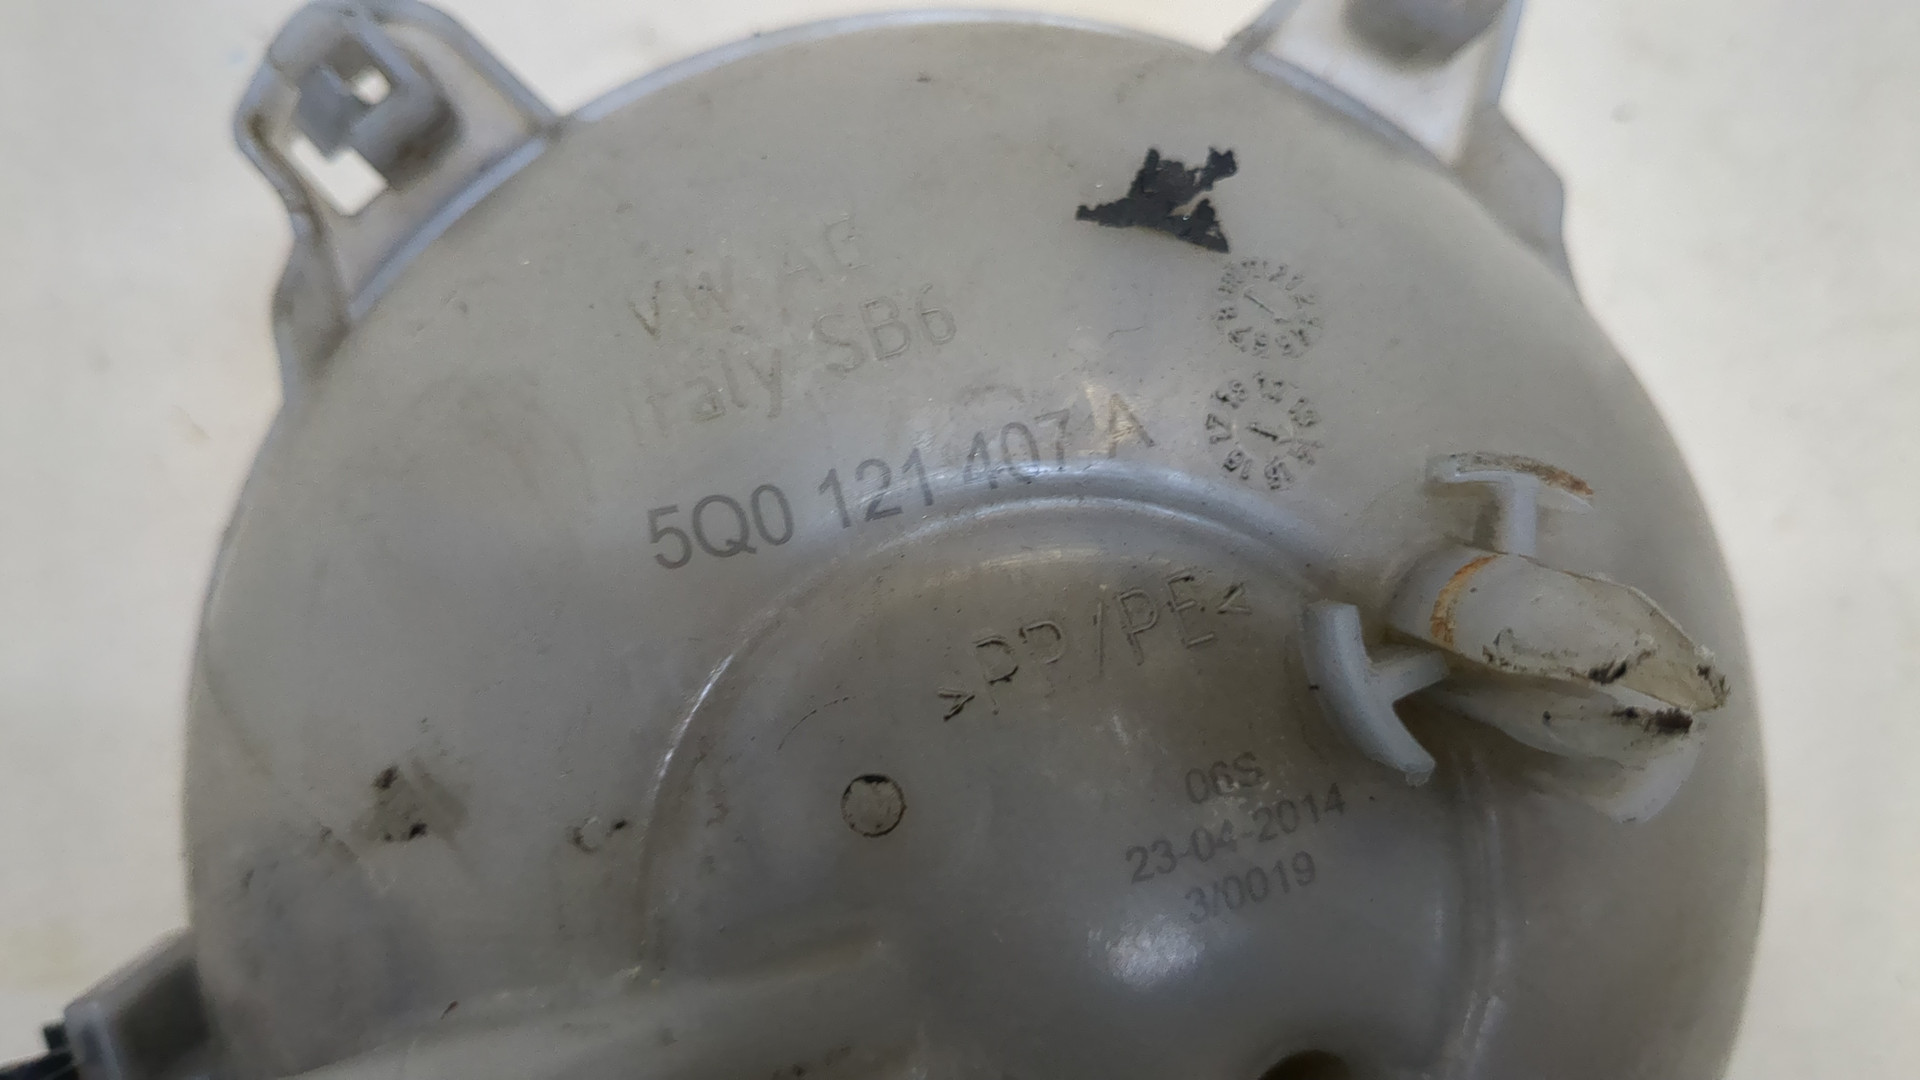 VW AG
Italy SB6
5Q0 121 407 A
>PP/PE<
06S
23-04-2014
3/0019